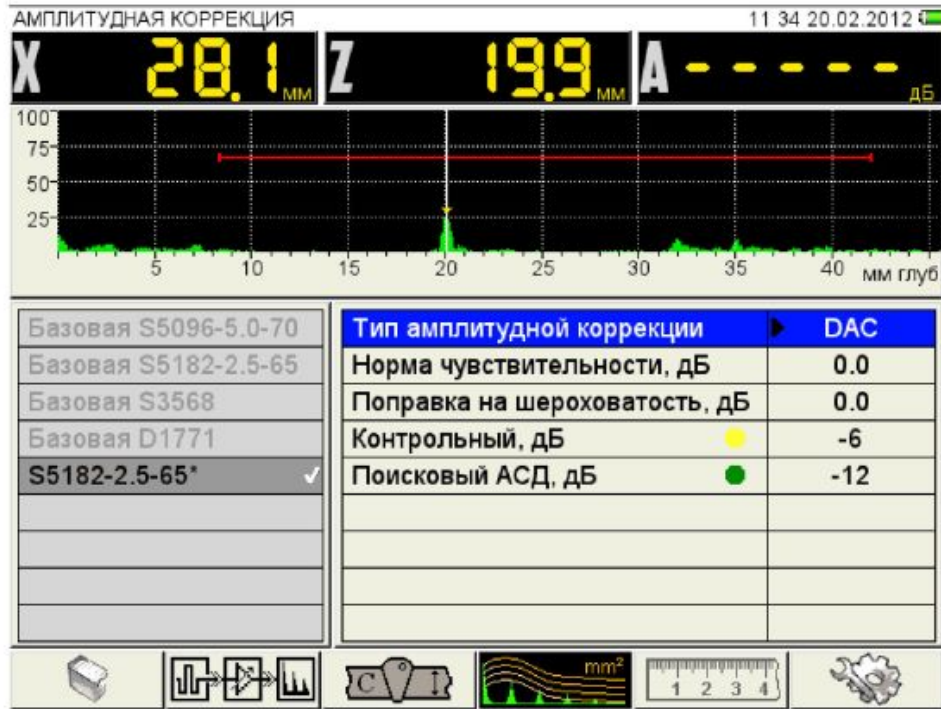 АМПЛИТУДНАЯ КОРРЕКЦИЯ 11 34 20.02.2012
X 28.1 мм Z 19.9 мм A - - - - - дБ
100
75
50
25
5 10 15 20 25 30 35 40 мм глуб
Базовая S5096-5.0-70
Базовая S5182-2.5-65
Базовая S3568
Базовая D1771
S5182-2.5-65*
Тип амплитудной коррекции DAC
Норма чувствительности, дБ 0.0
Поправка на шероховатость, дБ 0.0
Контрольный, дБ -6
Поисковый АСД, дБ -12
C mm² 1 2 3 4